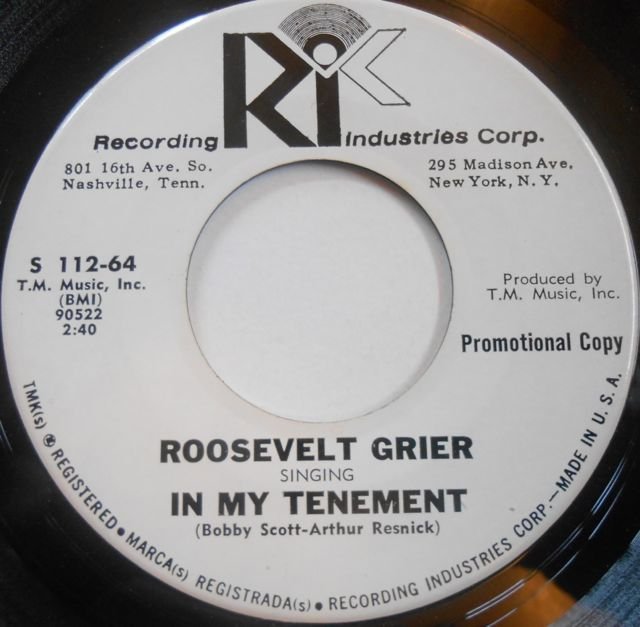 RIC
Recording Industries Corp.
801 16th Ave. So.
Nashville, Tenn.
295 Madison Ave.
New York, N.Y.
S 112-64
T.M. Music, Inc.
(BMI)
90522
2:40
Produced by
T.M. Music, Inc.
Promotional Copy
ROOSEVELT GRIER
SINGING
IN MY TENEMENT
(Bobby Scott-Arthur Resnick)
TMK(s) ® REGISTERED • MARCA(s) REGISTRADA(s) • RECORDING INDUSTRIES CORP.—MADE IN U.S.A.